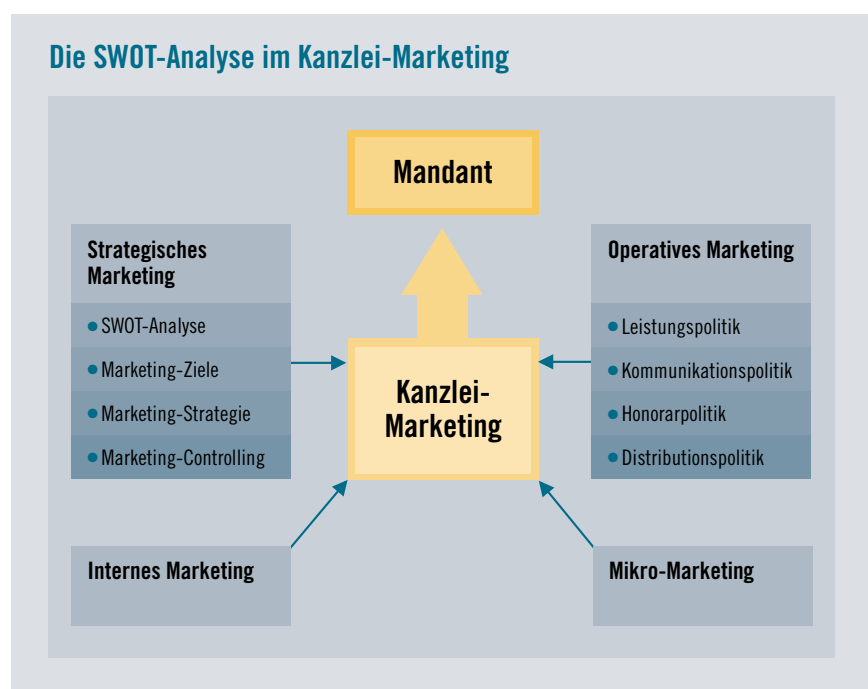 Die SWOT-Analyse im Kanzlei-Marketing
Mandant
Strategisches
Marketing
• SWOT-Analyse
• Marketing-Ziele
• Marketing-Strategie
• Marketing-Controlling
Kanzlei-
Marketing
Operatives Marketing
• Leistungspolitik
• Kommunikationspolitik
• Honorarpolitik
• Distributionspolitik
Internes Marketing
Mikro-Marketing